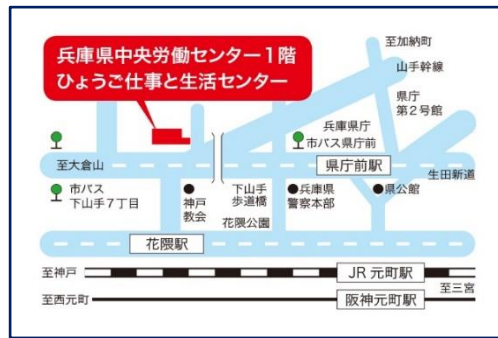 兵庫県中央労働センター1階
ひょうご仕事と生活センター
至加納町
山手幹線
県庁
第2号館
兵庫県庁
市バス県庁前
至大倉山
県庁前駅
生田新道
市バス
下山手7丁目
神戸
教会
下山手
歩道橋
兵庫県
警察本部
県公館
花隈公園
花隈駅
至神戸
JR元町駅
至三宮
至西元町
阪神元町駅